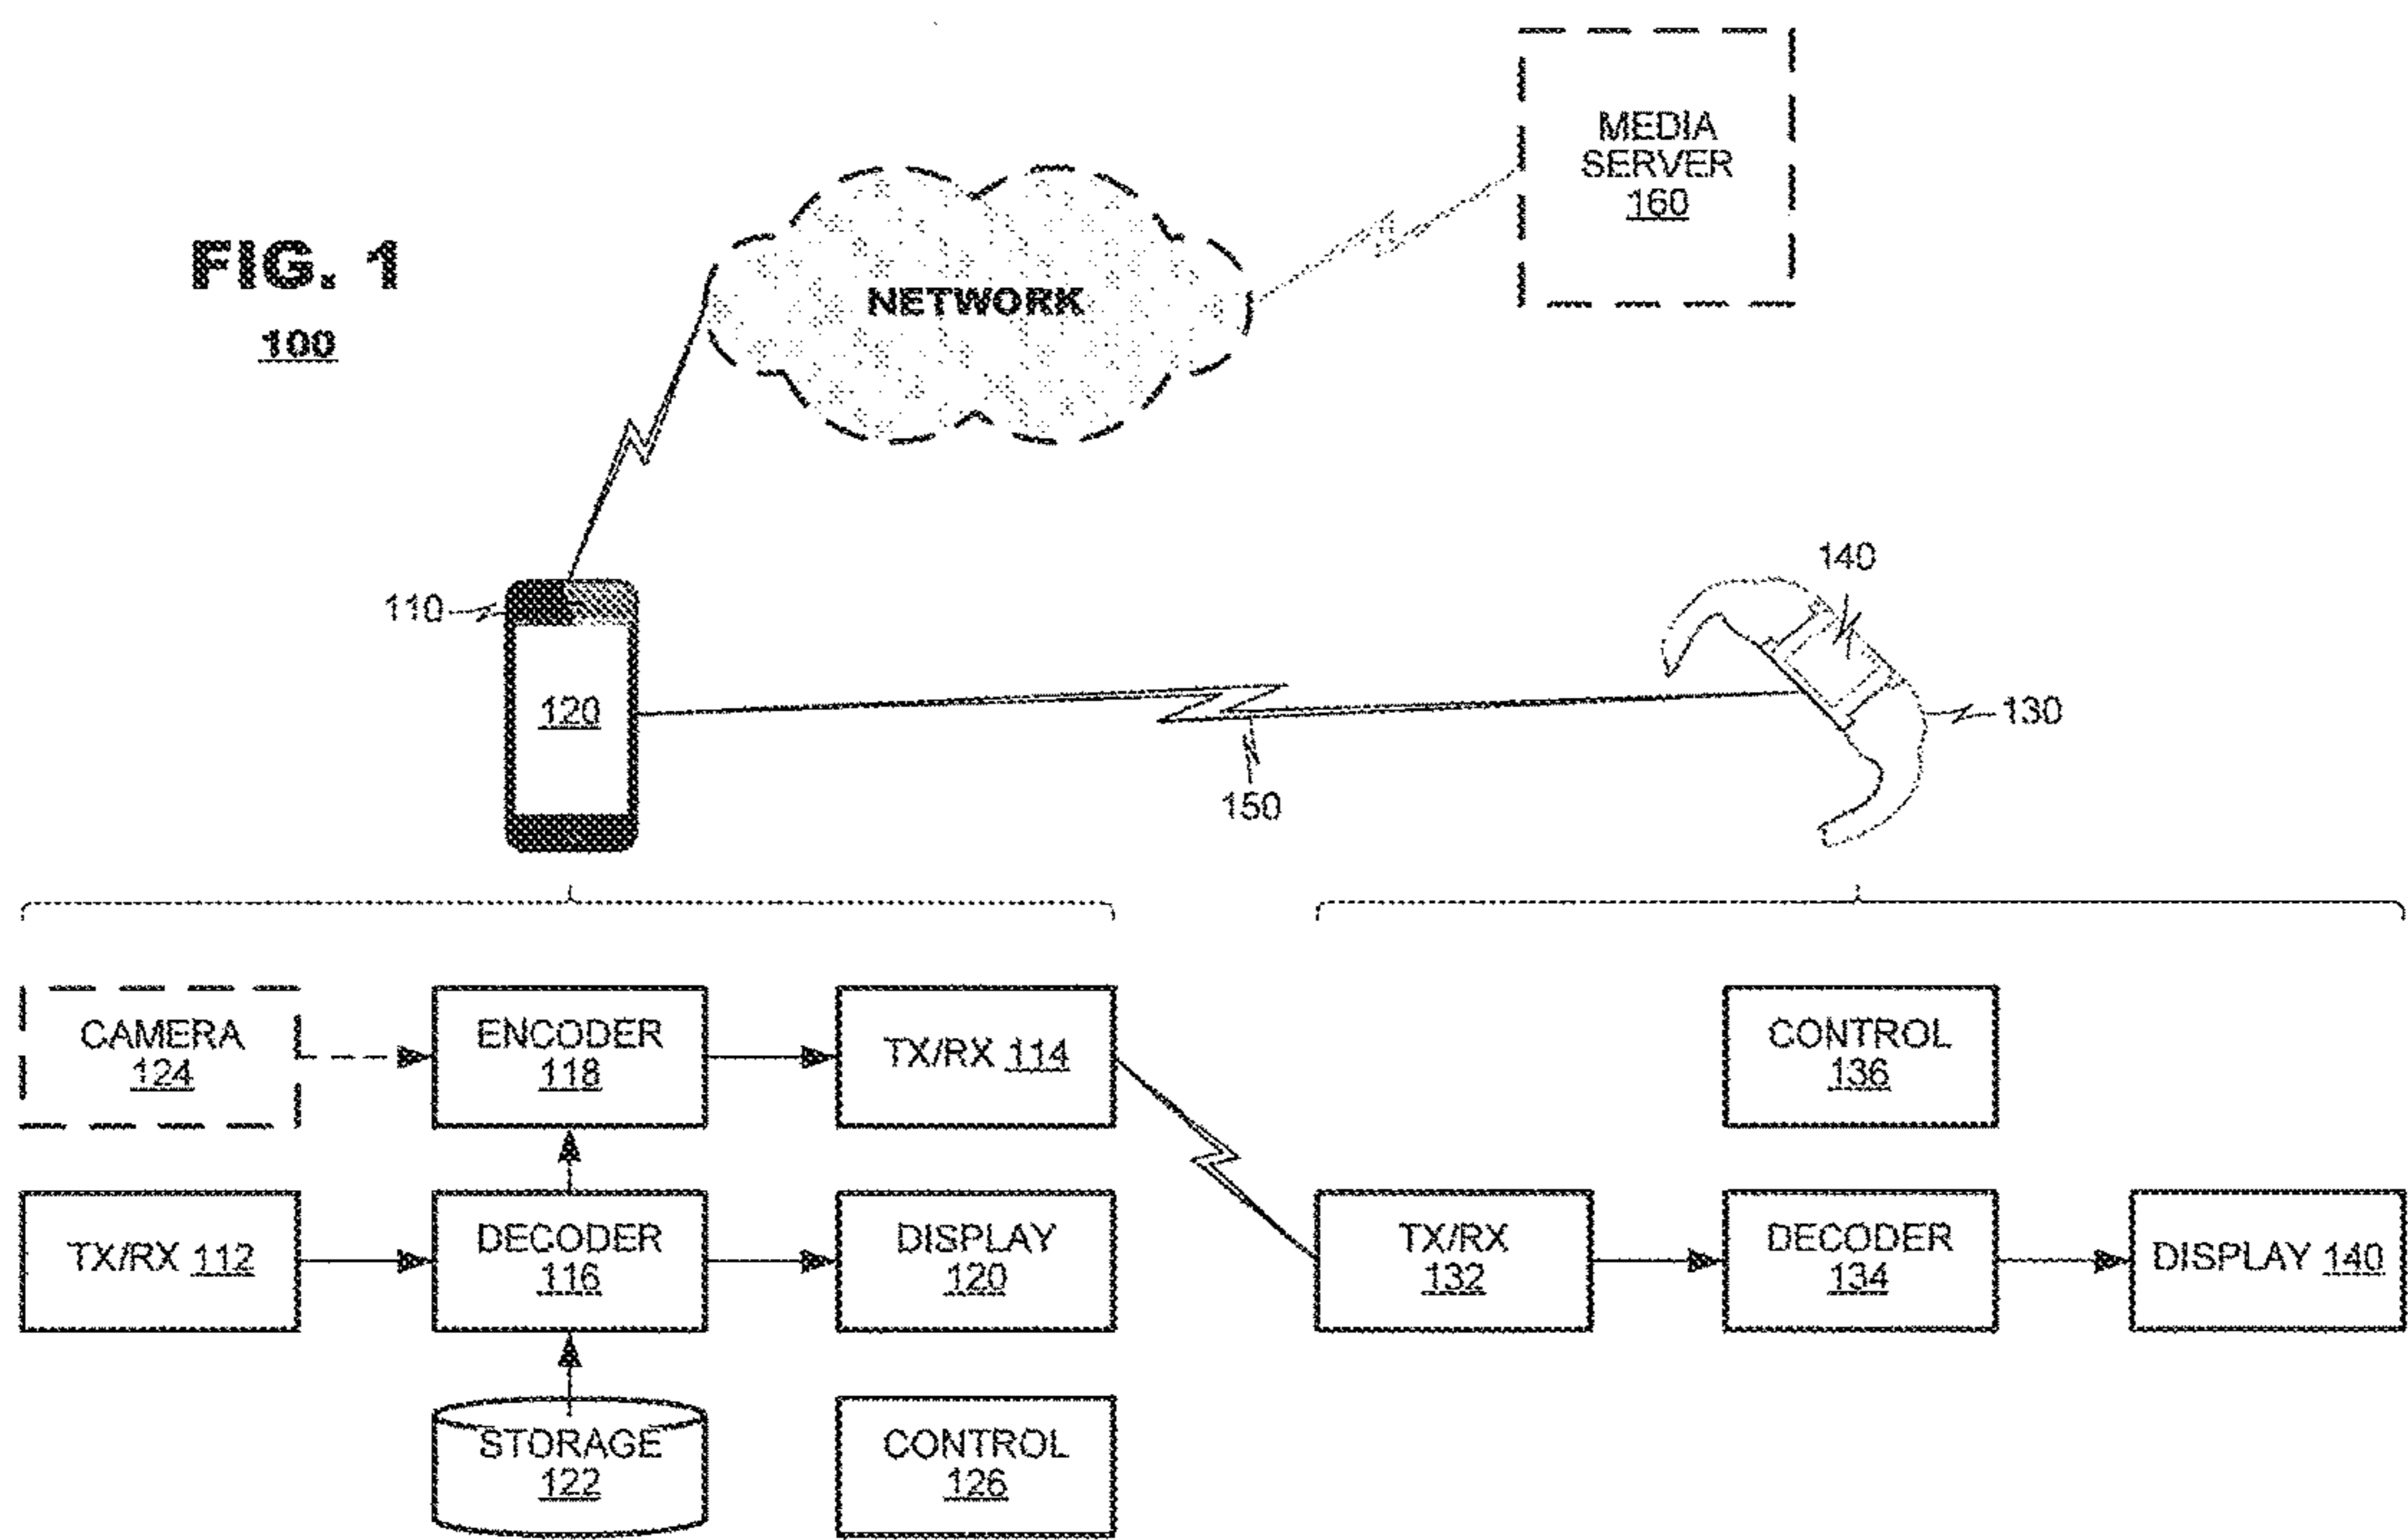 MEDIA
SERVER
160
FIG. 1
100
NETWORK
140
110
120
130
150
CAMERA
124
ENCODER
118
TX/RX 114
CONTROL
136
TX/RX 112
DECODER
116
DISPLAY
120
TX/RX
132
DECODER
134
DISPLAY 140
STORAGE
122
CONTROL
126